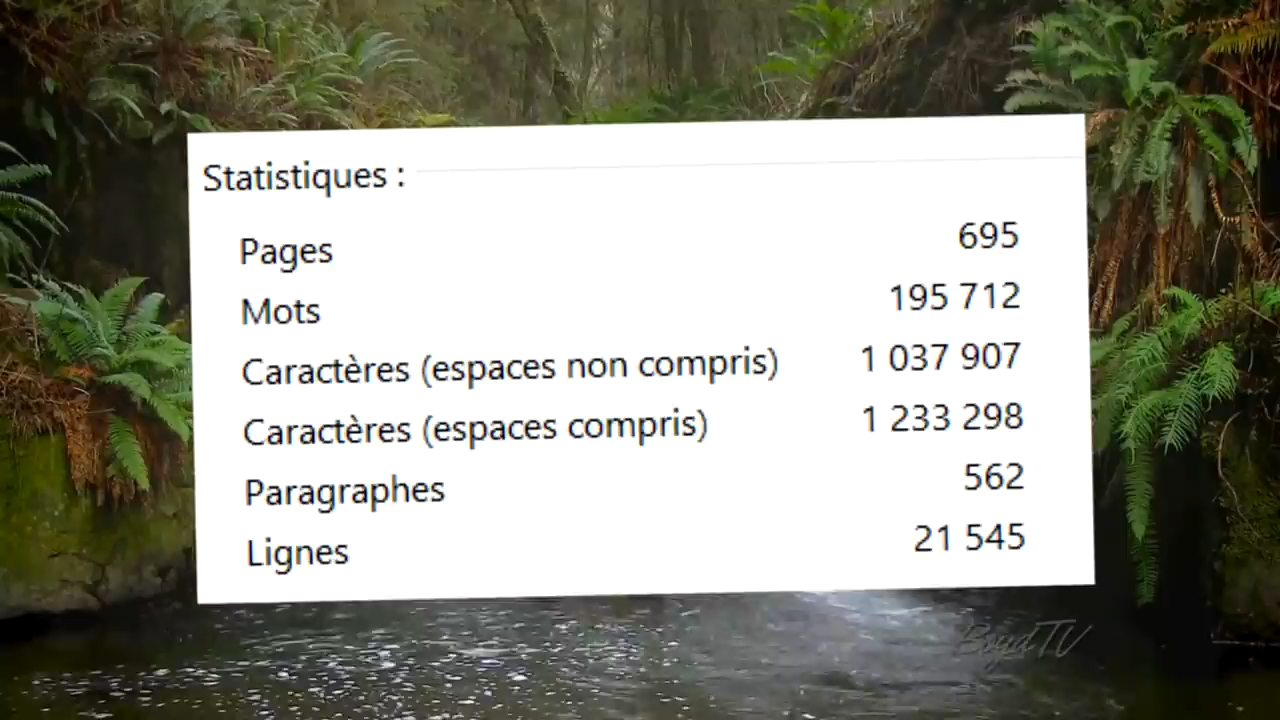 Statistiques :
Pages 695
Mots 195 712
Caractères (espaces non compris) 1 037 907
Caractères (espaces compris) 1 233 298
Paragraphes 562
Lignes 21 545
BoydTV